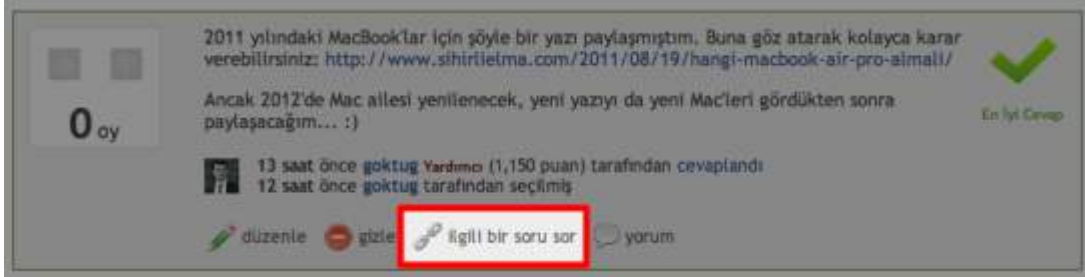 2011 yılındaki MacBook'lar için şöyle bir yazı paylaşmıştım. Buna göz atarak kolayca karar
verebilirsiniz: http://www.sihirlielma.com/2011/08/19/hangi-macbook-air-pro-almali/
Ancak 2012'de Mac ailesi yenilenecek, yeni yazıyı da yeni Mac'leri gördükten sonra
paylaşacağım... :)
0 oy
En İyi Cevap
13 saat önce goktug Yardımcı (1,150 puan) tarafından cevaplandı
12 saat önce goktug tarafından seçilmiş
düzenle gizle ilgili bir soru sor yorum